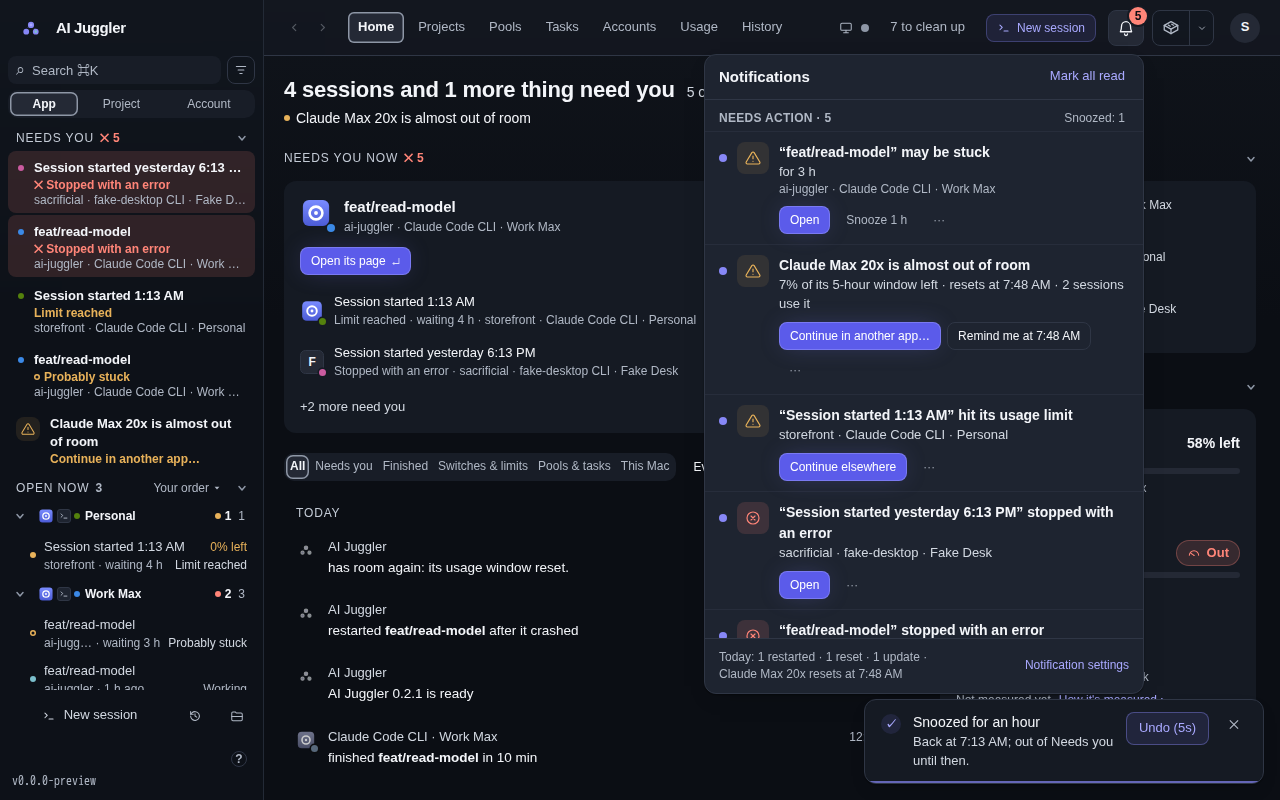 AI Juggler
Search ⌘K
App Project Account
NEEDS YOU 5
Session started yesterday 6:13 …
Stopped with an error
sacrificial · fake-desktop CLI · Fake D…
feat/read-model
Stopped with an error
ai-juggler · Claude Code CLI · Work …
Session started 1:13 AM
Limit reached
storefront · Claude Code CLI · Personal
feat/read-model
Probably stuck
ai-juggler · Claude Code CLI · Work …
Claude Max 20x is almost out
of room
Continue in another app…
OPEN NOW 3 Your order
Personal 1 1
Session started 1:13 AM 0% left
storefront · waiting 4 h Limit reached
Work Max 2 3
feat/read-model
ai-jugg… · waiting 3 h Probably stuck
feat/read-model
ai-juggler · 1 h ago Working
New session
?
v0.0.0-preview
Home Projects Pools Tasks Accounts Usage History
7 to clean up
New session
5
S
4 sessions and 1 more thing need you
Claude Max 20x is almost out of room
NEEDS YOU NOW 5
feat/read-model
ai-juggler · Claude Code CLI · Work Max
Open its page
Session started 1:13 AM
Limit reached · waiting 4 h · storefront · Claude Code CLI · Personal
F
Session started yesterday 6:13 PM
Stopped with an error · sacrificial · fake-desktop CLI · Fake Desk
+2 more need you
All Needs you Finished Switches & limits Pools & tasks This Mac
TODAY
AI Juggler
has room again: its usage window reset.
AI Juggler
restarted feat/read-model after it crashed
AI Juggler
AI Juggler 0.2.1 is ready
Claude Code CLI · Work Max 12
finished feat/read-model in 10 min
Notifications Mark all read
NEEDS ACTION · 5 Snoozed: 1
“feat/read-model” may be stuck
for 3 h
ai-juggler · Claude Code CLI · Work Max
Open Snooze 1 h ···
Claude Max 20x is almost out of room
7% of its 5-hour window left · resets at 7:48 AM · 2 sessions
use it
Continue in another app… Remind me at 7:48 AM
···
“Session started 1:13 AM” hit its usage limit
storefront · Claude Code CLI · Personal
Continue elsewhere ···
“Session started yesterday 6:13 PM” stopped with
an error
sacrificial · fake-desktop · Fake Desk
Open ···
“feat/read-model” stopped with an error
Today: 1 restarted · 1 reset · 1 update ·
Claude Max 20x resets at 7:48 AM
Notification settings
Max
Desk
58% left
Out
Not measured yet. How it's measured
Snoozed for an hour
Back at 7:13 AM; out of Needs you
until then.
Undo (5s)